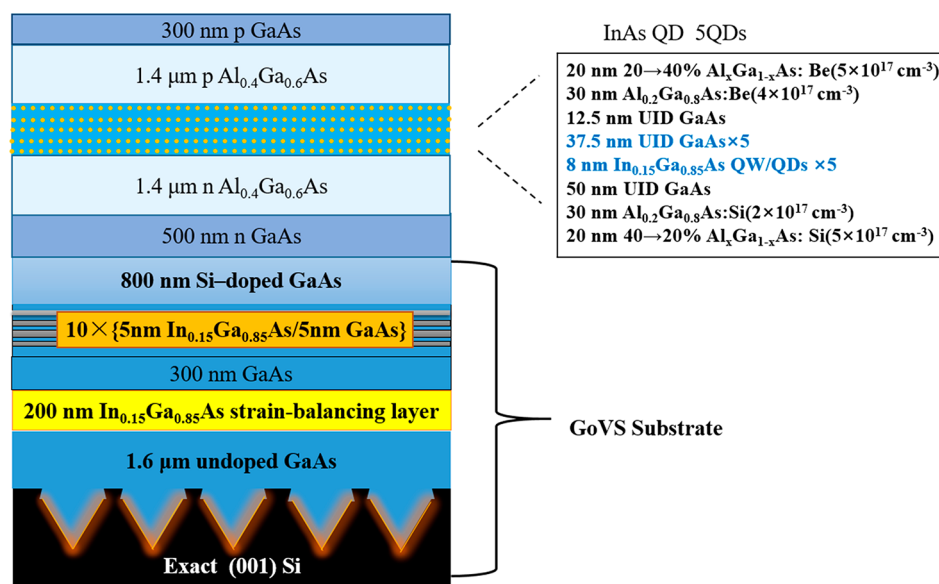 300 nm p GaAs
1.4 μm p Al₀.₄Ga₀.₆As
1.4 μm n Al₀.₄Ga₀.₆As
500 nm n GaAs
800 nm Si–doped GaAs
10×{5nm In₀.₁₅Ga₀.₈₅As/5nm GaAs}
300 nm GaAs
200 nm In₀.₁₅Ga₀.₈₅As strain-balancing layer
1.6 μm undoped GaAs
Exact (001) Si
InAs QD 5QDs
20 nm 20→40% AlₓGa₁₋ₓAs: Be(5×10¹⁷ cm⁻³)
30 nm Al₀.₂Ga₀.₈As:Be(4×10¹⁷ cm⁻³)
12.5 nm UID GaAs
37.5 nm UID GaAs×5
8 nm In₀.₁₅Ga₀.₈₅As QW/QDs ×5
50 nm UID GaAs
30 nm Al₀.₂Ga₀.₈As:Si(2×10¹⁷ cm⁻³)
20 nm 40→20% AlₓGa₁₋ₓAs: Si(5×10¹⁷ cm⁻³)
GoVS Substrate